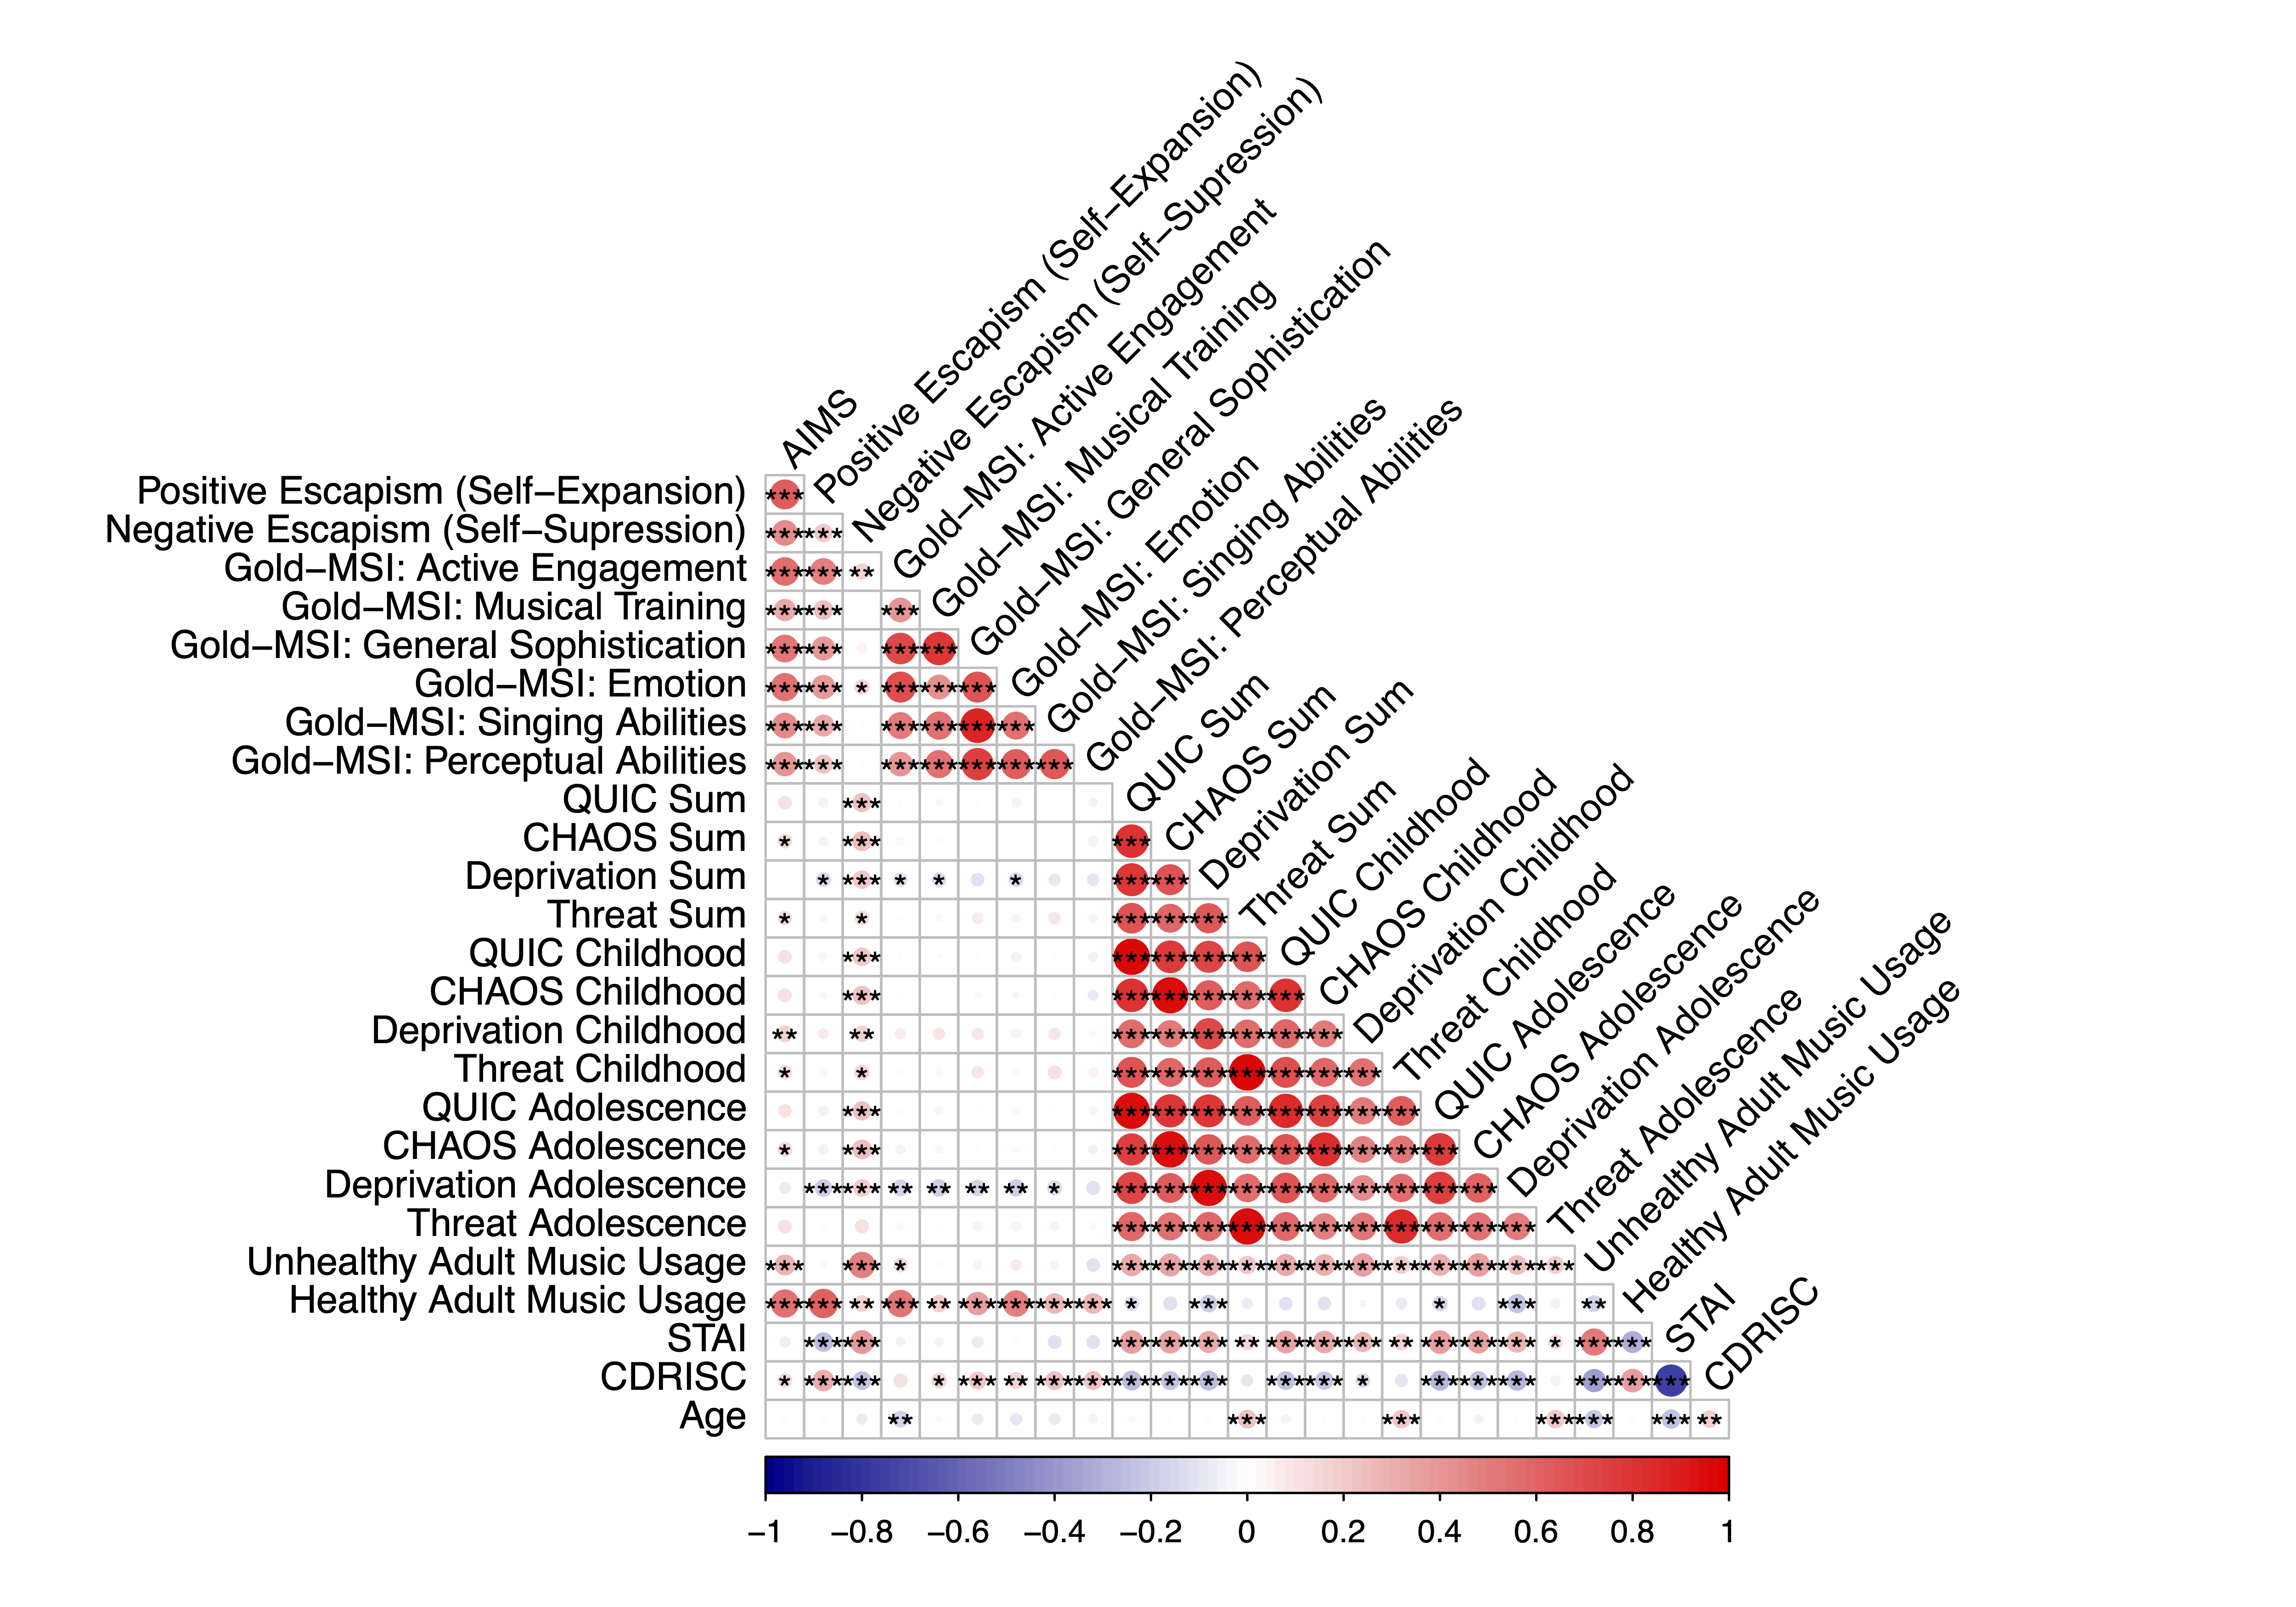 AIMS
Positive Escapism (Self−Expansion)
Negative Escapism (Self−Supression)
Gold−MSI: Active Engagement
Gold−MSI: Musical Training
Gold−MSI: General Sophistication
Gold−MSI: Emotion
Gold−MSI: Singing Abilities
Gold−MSI: Perceptual Abilities
QUIC Sum
CHAOS Sum
Deprivation Sum
Threat Sum
QUIC Childhood
CHAOS Childhood
Deprivation Childhood
Threat Childhood
QUIC Adolescence
CHAOS Adolescence
Deprivation Adolescence
Threat Adolescence
Unhealthy Adult Music Usage
Healthy Adult Music Usage
STAI
CDRISC
Positive Escapism (Self−Expansion)
Negative Escapism (Self−Supression)
Gold−MSI: Active Engagement
Gold−MSI: Musical Training
Gold−MSI: General Sophistication
Gold−MSI: Emotion
Gold−MSI: Singing Abilities
Gold−MSI: Perceptual Abilities
QUIC Sum
CHAOS Sum
Deprivation Sum
Threat Sum
QUIC Childhood
CHAOS Childhood
Deprivation Childhood
Threat Childhood
QUIC Adolescence
CHAOS Adolescence
Deprivation Adolescence
Threat Adolescence
Unhealthy Adult Music Usage
Healthy Adult Music Usage
STAI
CDRISC
Age
−1 −0.8 −0.6 −0.4 −0.2 0 0.2 0.4 0.6 0.8 1